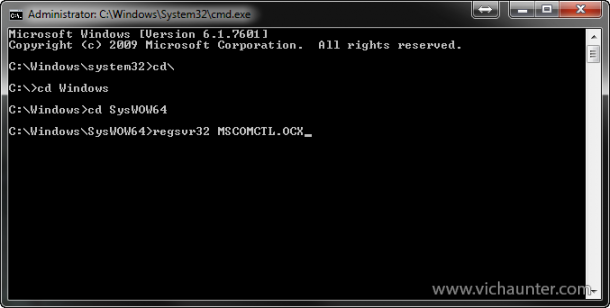 Administrator: C:\Windows\System32\cmd.exe
Microsoft Windows [Version 6.1.7601]
Copyright (c) 2009 Microsoft Corporation.  All rights reserved.
C:\Windows\system32>cd\
C:\>cd Windows
C:\Windows>cd SysWOW64
C:\Windows\SysWOW64>regsvr32 MSCOMCTL.OCX_
www.vichaunter.com